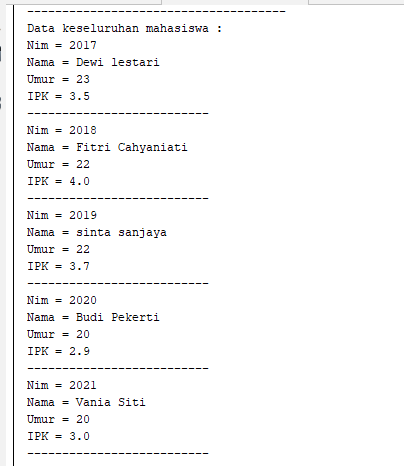 -------------------------------------
Data keseluruhan mahasiswa :
Nim = 2017
Nama = Dewi lestari
Umur = 23
IPK = 3.5
--------------------------
Nim = 2018
Nama = Fitri Cahyaniati
Umur = 22
IPK = 4.0
--------------------------
Nim = 2019
Nama = sinta sanjaya
Umur = 22
IPK = 3.7
--------------------------
Nim = 2020
Nama = Budi Pekerti
Umur = 20
IPK = 2.9
--------------------------
Nim = 2021
Nama = Vania Siti
Umur = 20
IPK = 3.0
--------------------------